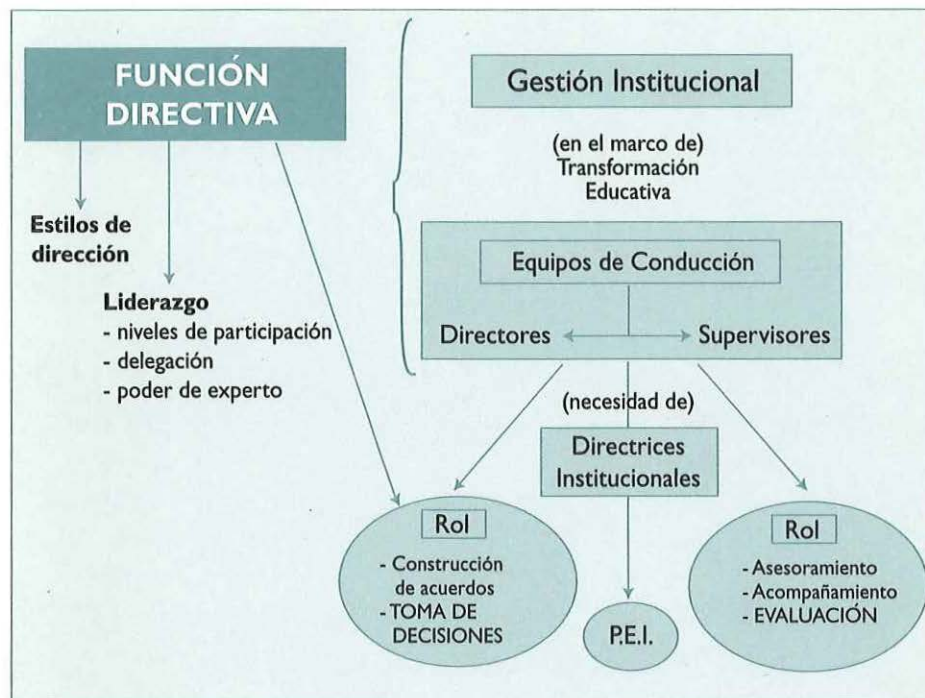 FUNCIÓN
DIRECTIVA
Estilos de
dirección
Liderazgo
- niveles de participación
- delegación
- poder de experto
Gestión Institucional
(en el marco de)
Transformación
Educativa
Equipos de Conducción
Directores
Supervisores
(necesidad de)
Directrices
Institucionales
Rol
- Construcción
de acuerdos
- TOMA DE
DECISIONES
P.E.I.
Rol
- Asesoramiento
- Acompañamiento
- EVALUACIÓN